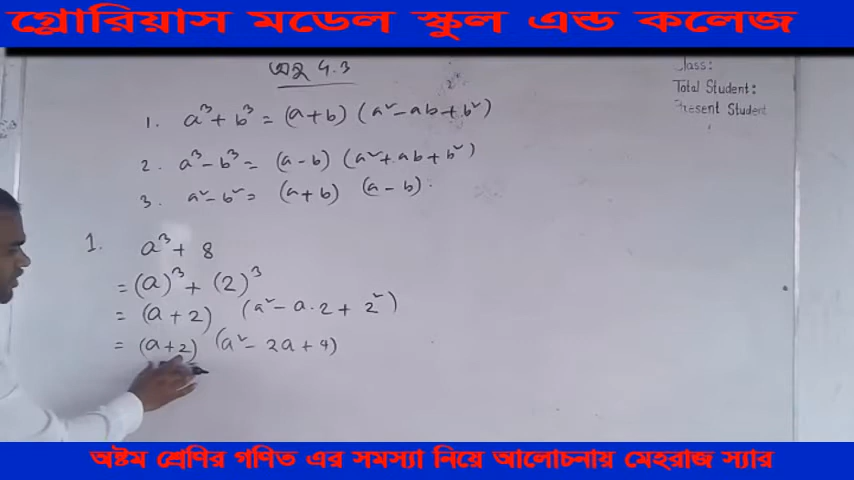 গ্লোরিয়াস মডেল স্কুল এন্ড কলেজ
অনু 4.3
Class:
Total Student:
Present Student
1. a³ + b³ = (a + b) (a² - ab + b²)
2. a³ - b³ = (a - b) (a² + ab + b²)
3. a² - b² = (a + b) (a - b)
1. a³ + 8
= (a)³ + (2)³
= (a + 2) (a² - a.2 + 2²)
= (a + 2) (a² - 2a + 4)
অষ্টম শ্রেণির গণিত এর সমস্যা নিয়ে আলোচনায় মেহরাজ স্যার